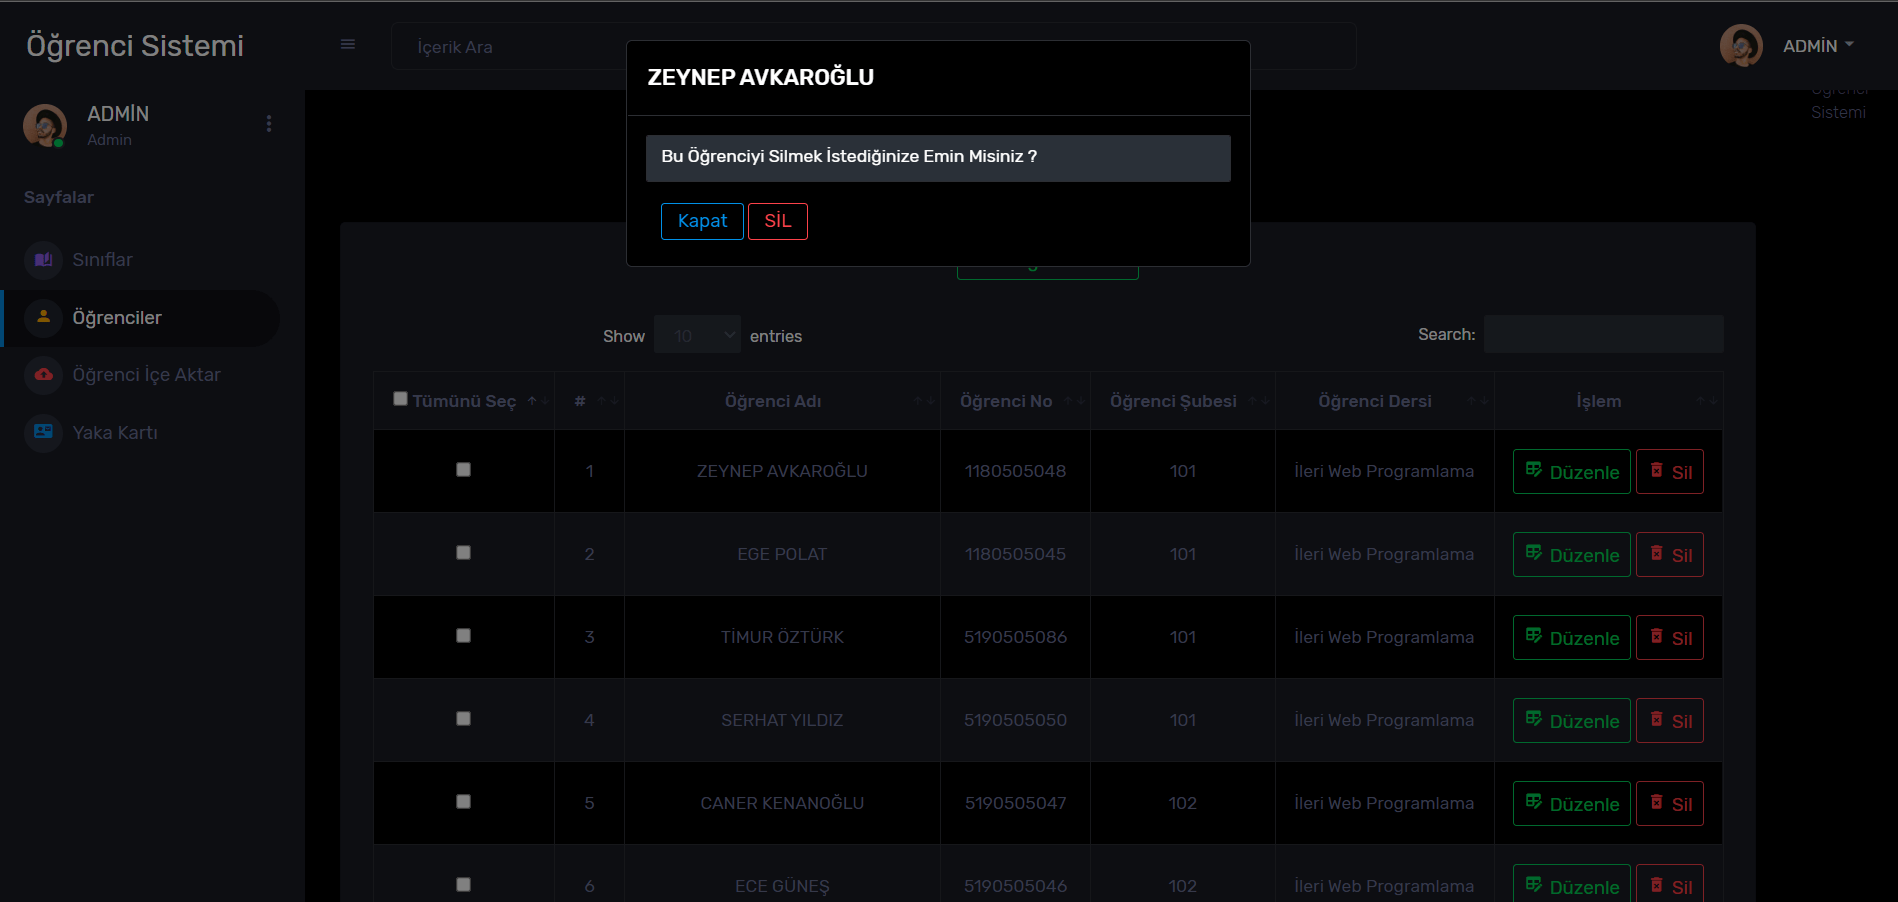 Öğrenci Sistemi
İçerik Ara
ADMİN
ADMİN
Admin
Öğrenci
Sistemi
ZEYNEP AVKAROĞLU
Bu Öğrenciyi Silmek İstediğinize Emin Misiniz ?
Kapat SİL
Sayfalar
Sınıflar
Öğrenciler
Öğrenci İçe Aktar
Yaka Kartı
Show 10 entries
Search:
Tümünü Seç # Öğrenci Adı Öğrenci No Öğrenci Şubesi Öğrenci Dersi İşlem
1 ZEYNEP AVKAROĞLU 1180505048 101 İleri Web Programlama Düzenle Sil
2 EGE POLAT 1180505045 101 İleri Web Programlama Düzenle Sil
3 TİMUR ÖZTÜRK 5190505086 101 İleri Web Programlama Düzenle Sil
4 SERHAT YILDIZ 5190505050 101 İleri Web Programlama Düzenle Sil
5 CANER KENANOĞLU 5190505047 102 İleri Web Programlama Düzenle Sil
6 ECE GÜNEŞ 5190505046 102 İleri Web Programlama Düzenle Sil